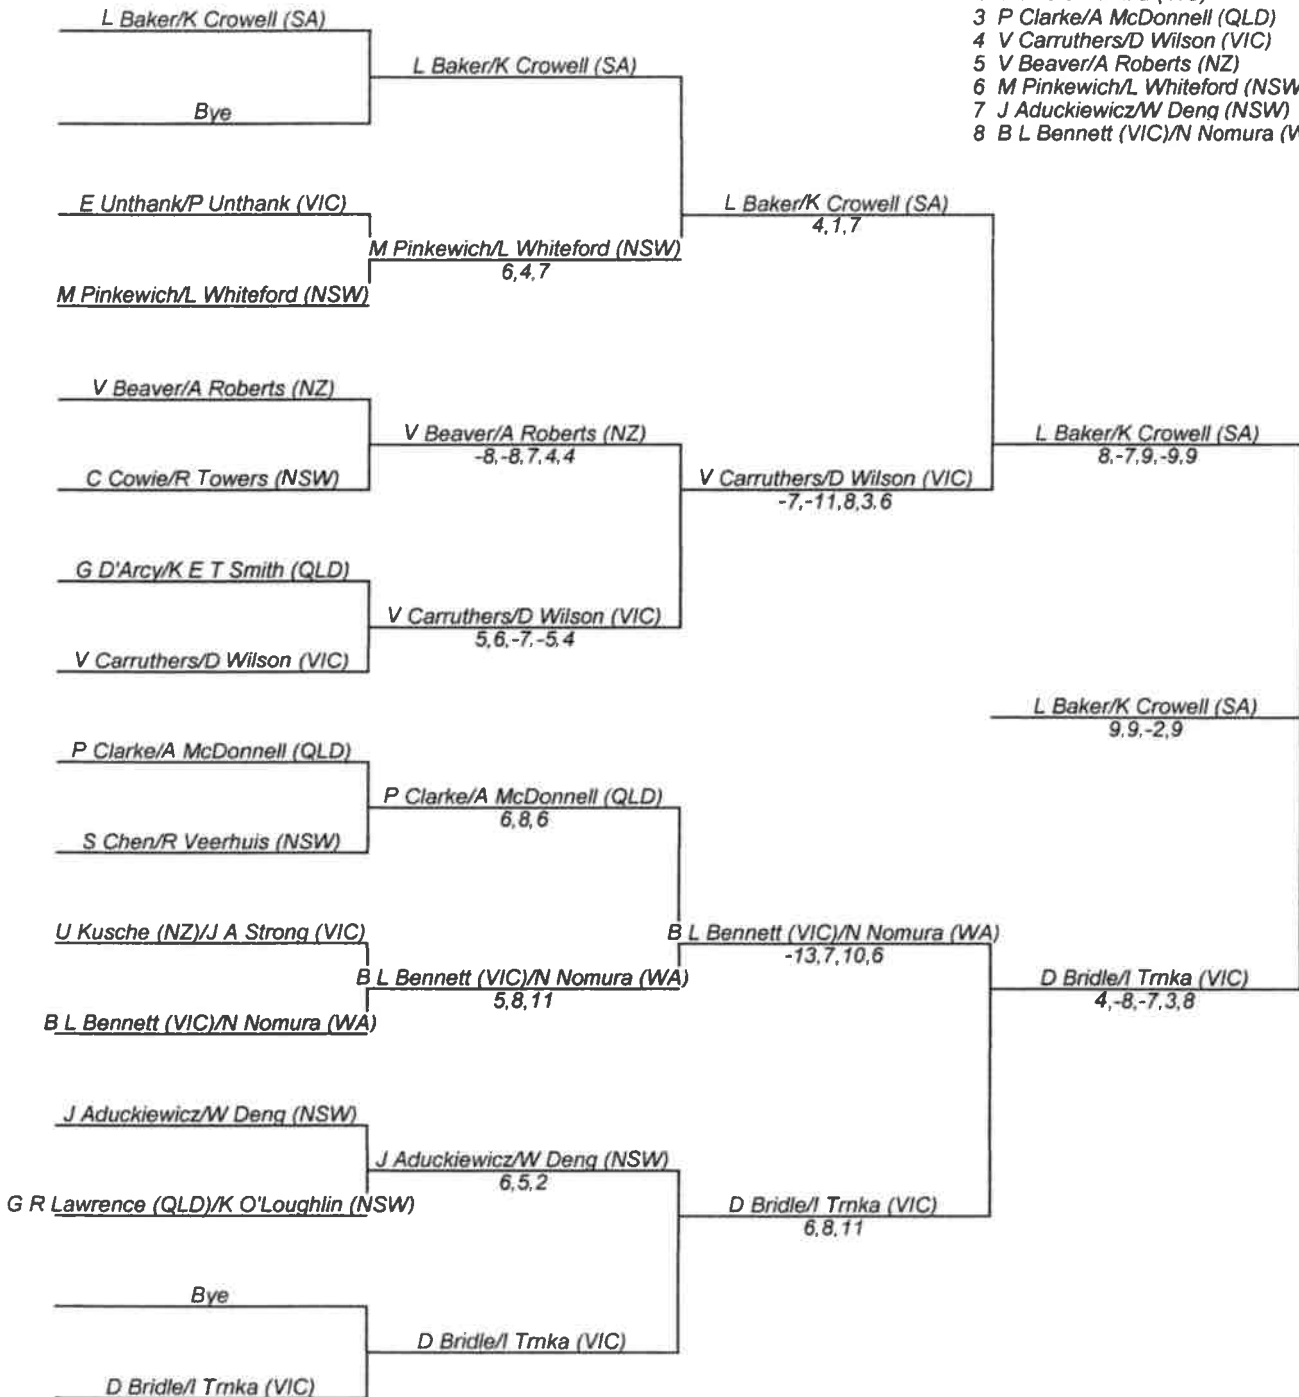 L Baker/K Crowell (SA)
Bye
E Unthank/P Unthank (VIC)
M Pinkewich/L Whiteford (NSW)
V Beaver/A Roberts (NZ)
C Cowie/R Towers (NSW)
G D'Arcy/K E T Smith (QLD)
V Carruthers/D Wilson (VIC)
P Clarke/A McDonnell (QLD)
S Chen/R Veerhuis (NSW)
U Kusche (NZ)/J A Strong (VIC)
B L Bennett (VIC)/N Nomura (WA)
J Aduckiewicz/W Deng (NSW)
G R Lawrence (QLD)/K O'Loughlin (NSW)
Bye
D Bridle/I Trnka (VIC)
L Baker/K Crowell (SA)
M Pinkewich/L Whiteford (NSW)
6,4,7
V Beaver/A Roberts (NZ)
-8,-8,7,4,4
V Carruthers/D Wilson (VIC)
5,6,-7,-5,4
P Clarke/A McDonnell (QLD)
6,8,6
B L Bennett (VIC)/N Nomura (WA)
5,8,11
J Aduckiewicz/W Deng (NSW)
6,5,2
D Bridle/I Trnka (VIC)
L Baker/K Crowell (SA)
4,1,7
V Carruthers/D Wilson (VIC)
-7,-11,8,3,6
B L Bennett (VIC)/N Nomura (WA)
-13,7,10,6
D Bridle/I Trnka (VIC)
6,8,11
L Baker/K Crowell (SA)
8,-7,9,-9,9
D Bridle/I Trnka (VIC)
4,-8,-7,3,8
L Baker/K Crowell (SA)
9,9,-2,9
3 P Clarke/A McDonnell (QLD)
4 V Carruthers/D Wilson (VIC)
5 V Beaver/A Roberts (NZ)
6 M Pinkewich/L Whiteford (NSW
7 J Aduckiewicz/W Deng (NSW)
8 B L Bennett (VIC)/N Nomura (W